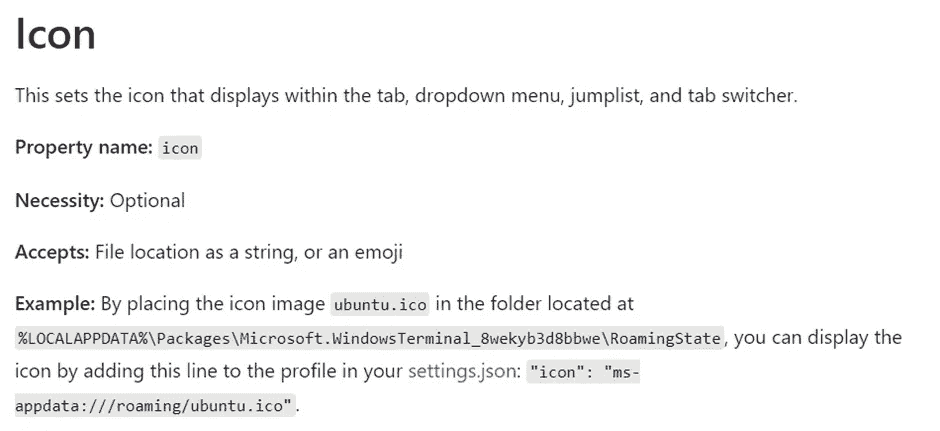 Icon
This sets the icon that displays within the tab, dropdown menu, jumplist, and tab switcher.
Property name: icon
Necessity: Optional
Accepts: File location as a string, or an emoji
Example: By placing the icon image ubuntu.ico in the folder located at
%LOCALAPPDATA%\Packages\Microsoft.WindowsTerminal_8wekyb3d8bbwe\RoamingState, you can display the
icon by adding this line to the profile in your settings.json: "icon": "ms-
appdata:///roaming/ubuntu.ico".